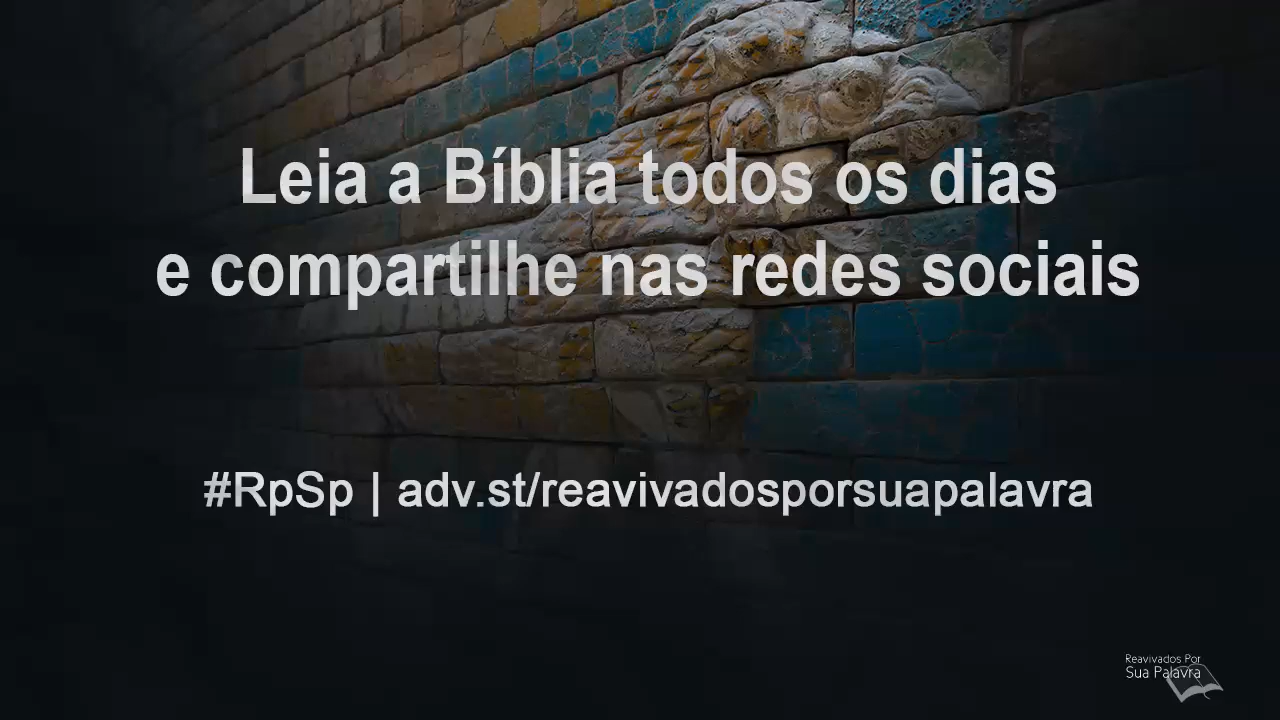 Leia a Bíblia todos os dias
e compartilhe nas redes sociais
#RpSp | adv.st/reavivadosporsuapalavra
Reavivados Por
Sua Palavra